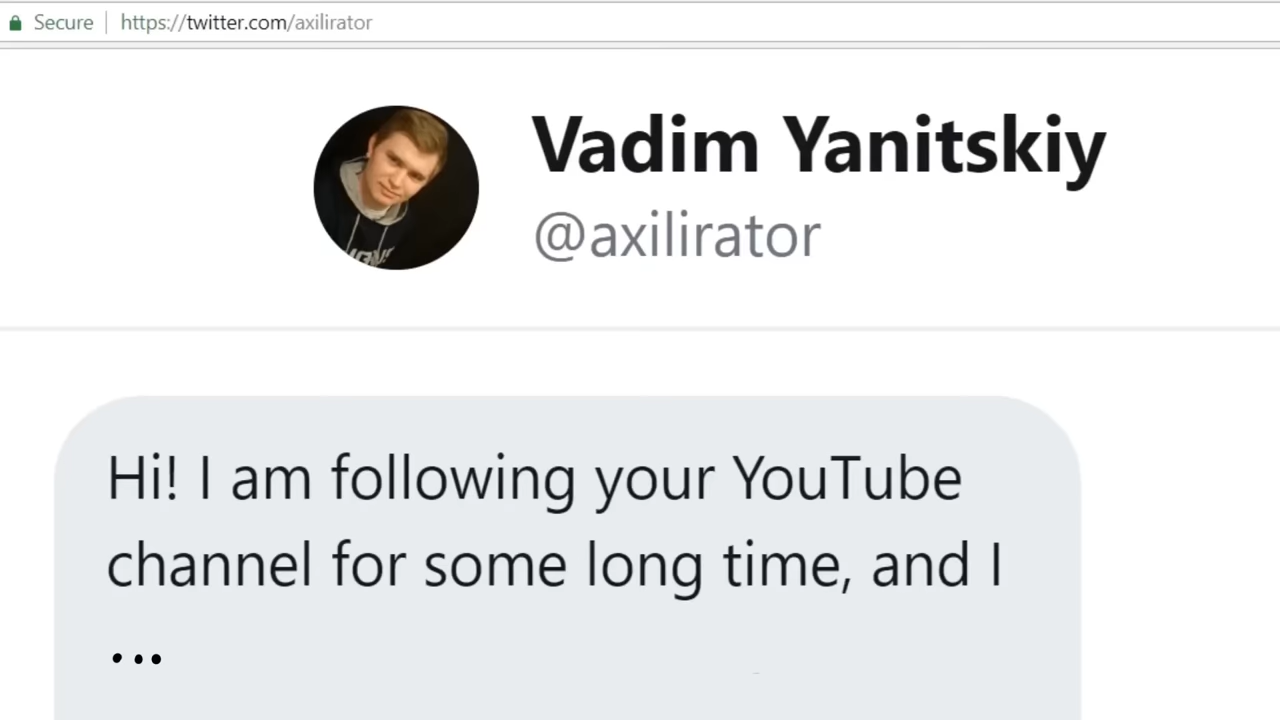 Secure https://twitter.com/axilirator
Vadim Yanitskiy
@axilirator
Hi! I am following your YouTube
channel for some long time, and I
...